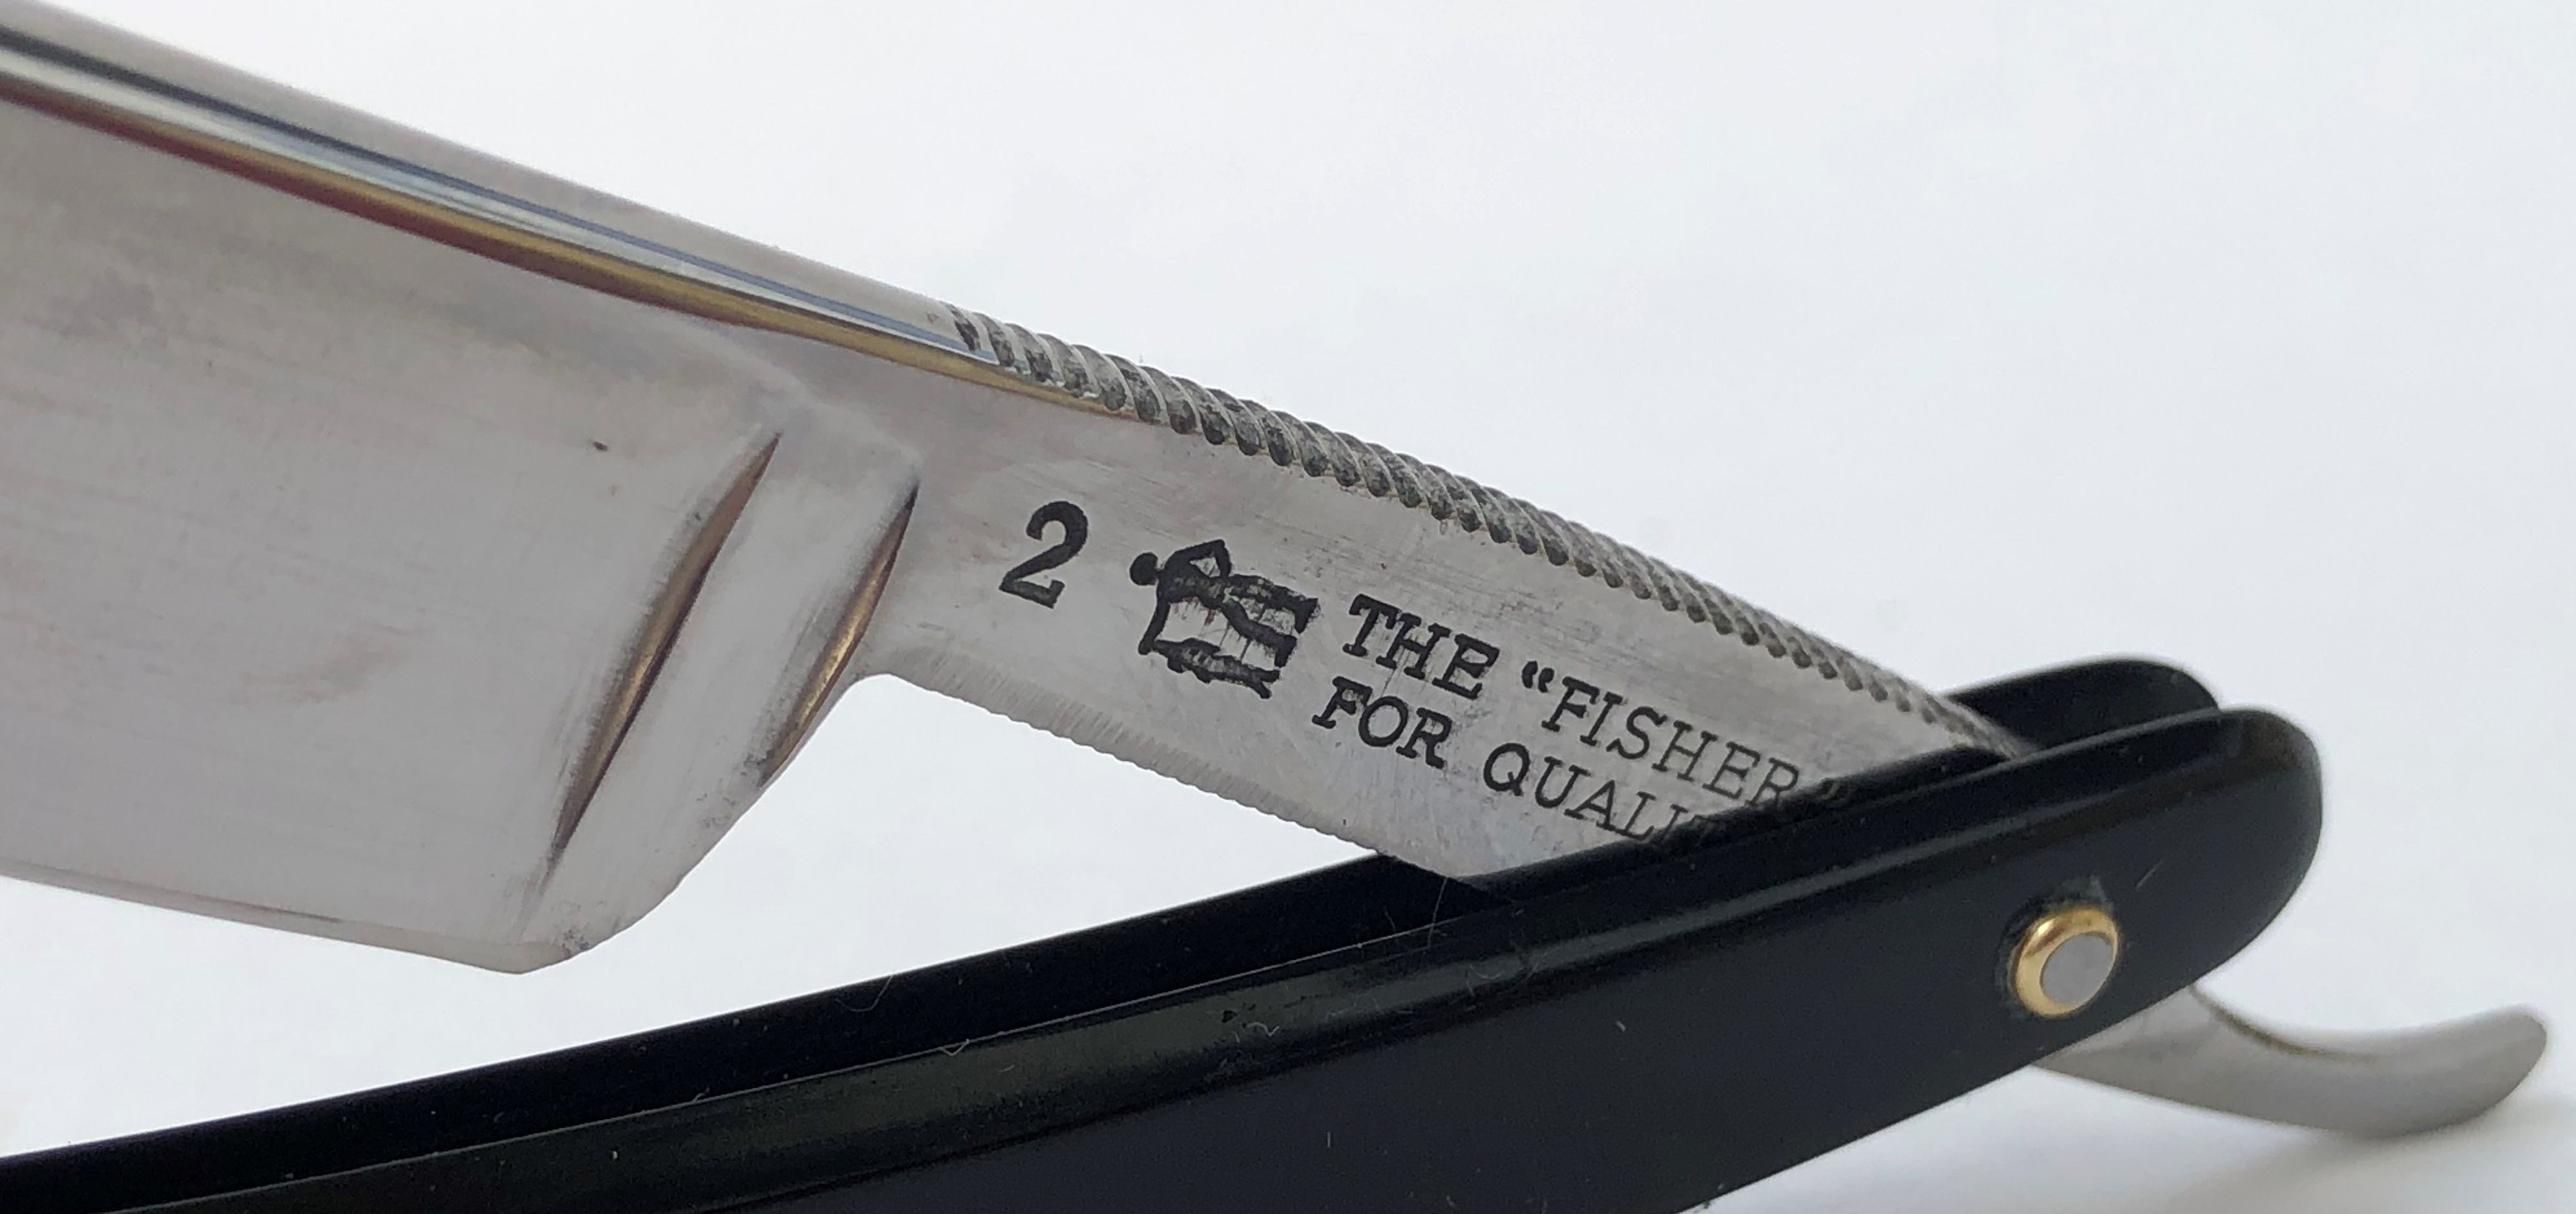 2
THE "FISHER"
FOR QUALI